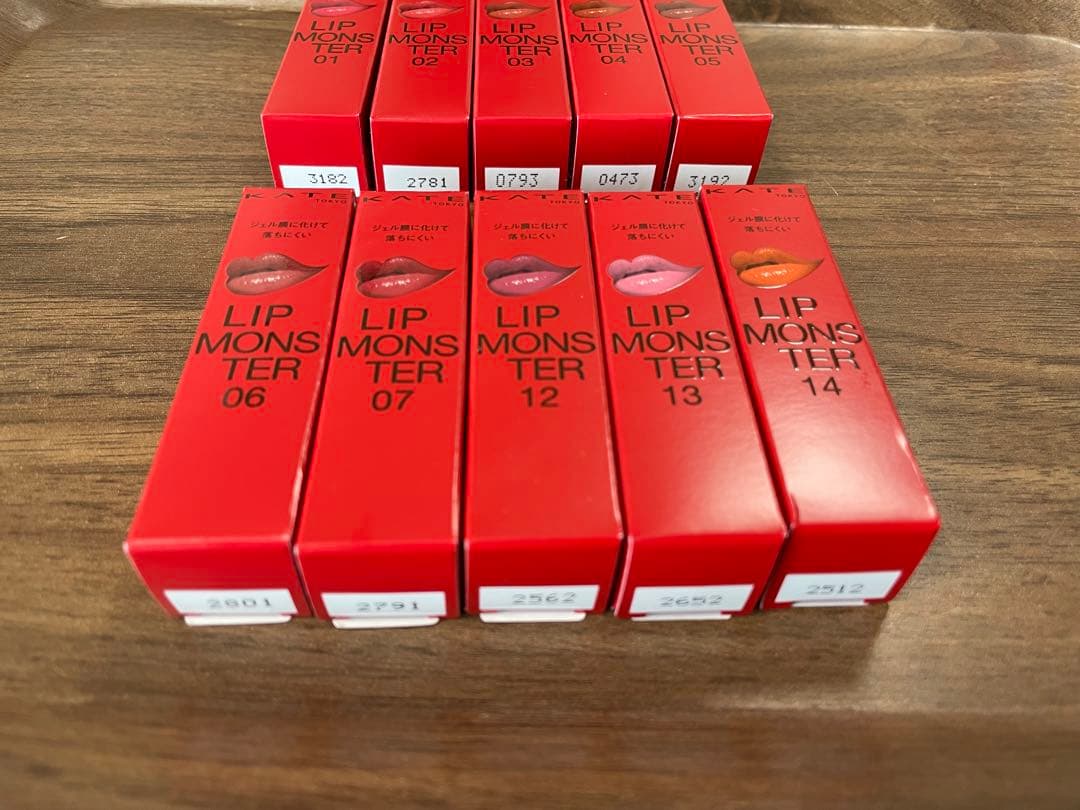 LIP
MONS
TER
01
LIP
MONS
TER
02
LIP
MONS
TER
03
LIP
MONS
TER
04
LIP
MONS
TER
05
3182
2781
0793
0473
3192
KATE
TOKYO
ジェル膜に化けて
落ちにくい
LIP
MONS
TER
06
2801
KATE
TOKYO
ジェル膜に化けて
落ちにくい
LIP
MONS
TER
07
2791
KATE
TOKYO
ジェル膜に化けて
落ちにくい
LIP
MONS
TER
12
2562
KATE
TOKYO
ジェル膜に化けて
落ちにくい
LIP
MONS
TER
13
2652
KATE
TOKYO
ジェル膜に化けて
落ちにくい
LIP
MONS
TER
14
2512